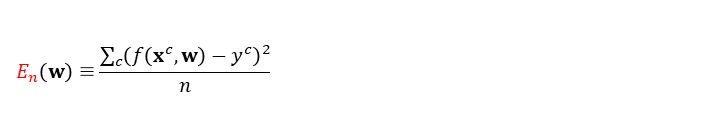 E_n(w) ≡ ∑_c(f(x^c, w) − y^c)² / n